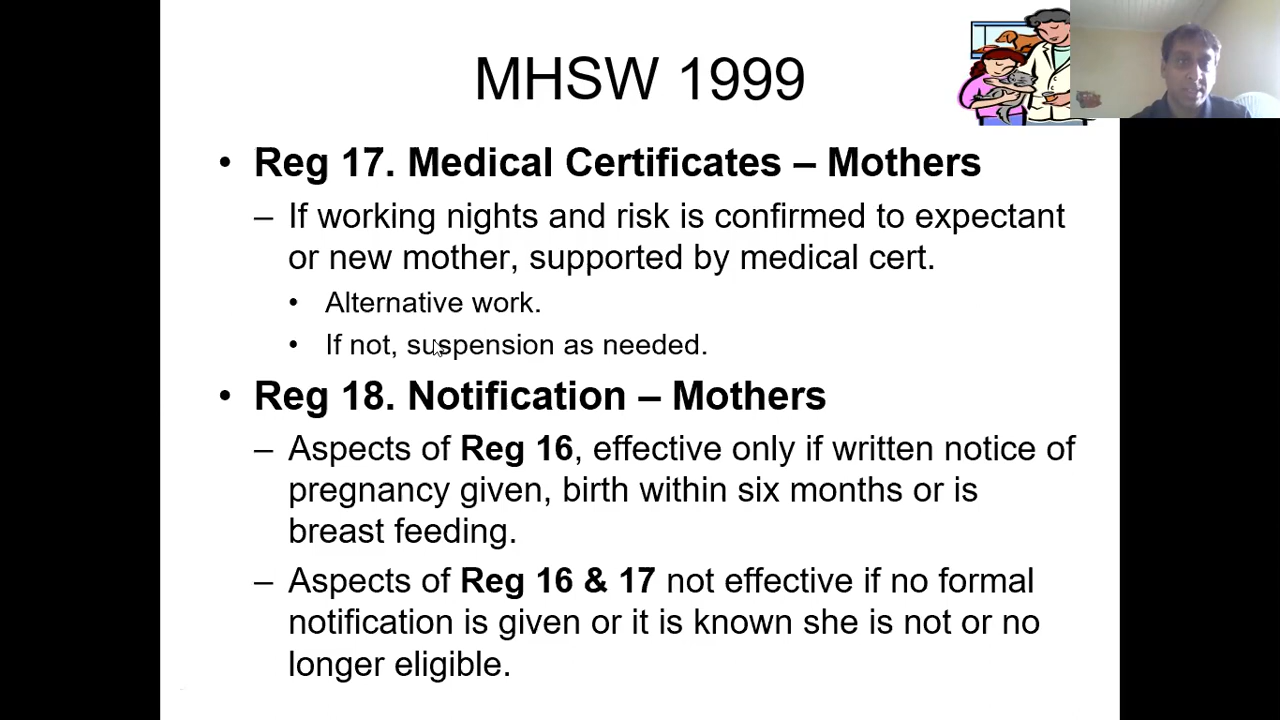 MHSW 1999
• Reg 17. Medical Certificates – Mothers
– If working nights and risk is confirmed to expectant
or new mother, supported by medical cert.
• Alternative work.
• If not, suspension as needed.
• Reg 18. Notification – Mothers
– Aspects of Reg 16, effective only if written notice of
pregnancy given, birth within six months or is
breast feeding.
– Aspects of Reg 16 & 17 not effective if no formal
notification is given or it is known she is not or no
longer eligible.